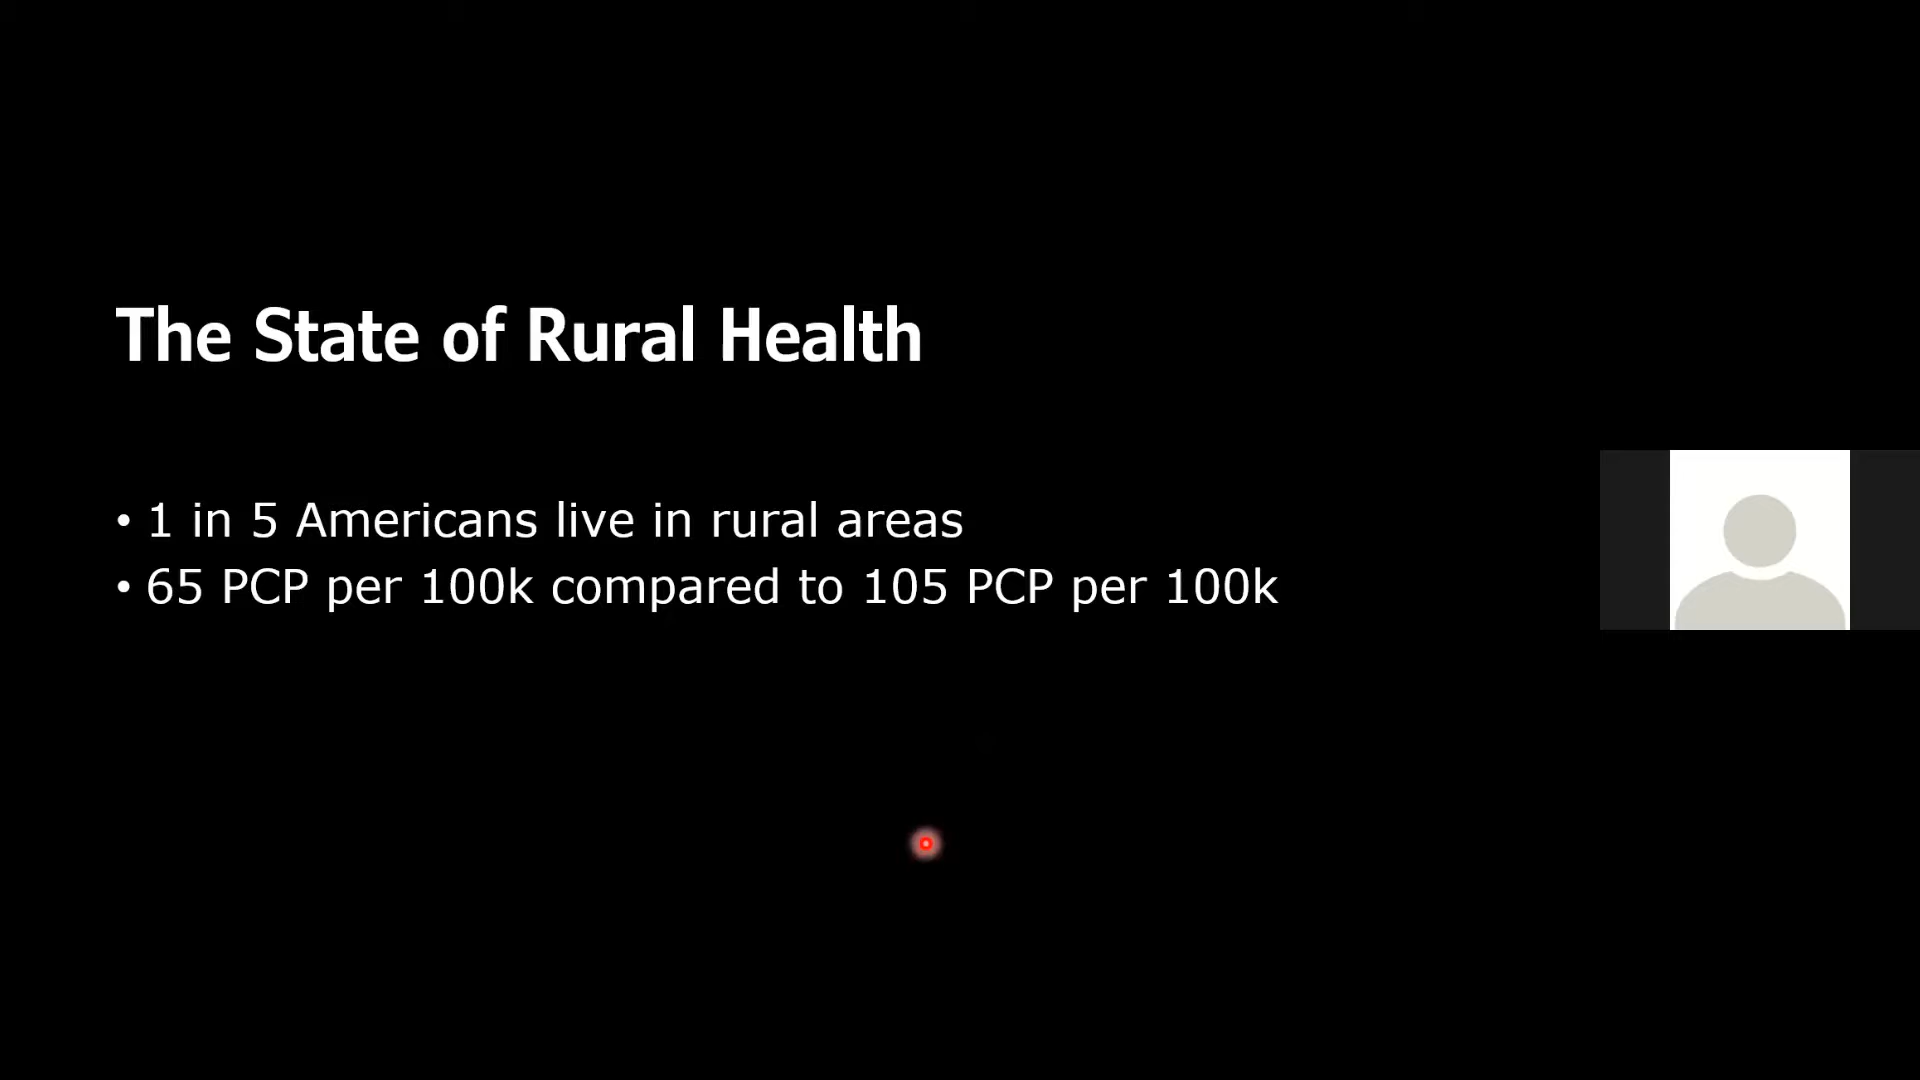 The State of Rural Health
• 1 in 5 Americans live in rural areas
• 65 PCP per 100k compared to 105 PCP per 100k